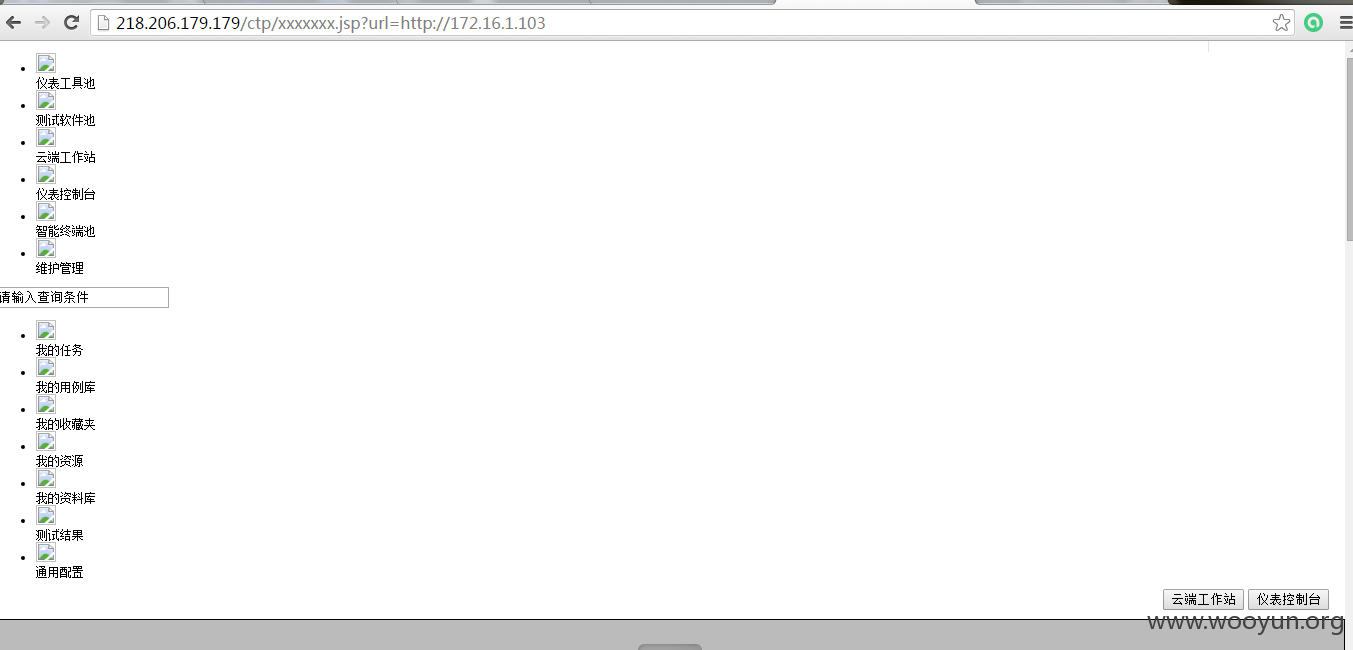 218.206.179.179/ctp/xxxxxxx.jsp?url=http://172.16.1.103
仪表工具池
测试软件池
云端工作站
仪表控制台
智能终端池
维护管理
请输入查询条件
我的任务
我的用例库
我的收藏夹
我的资源
我的资料库
测试结果
通用配置
云端工作站 仪表控制台
www.wooyun.org